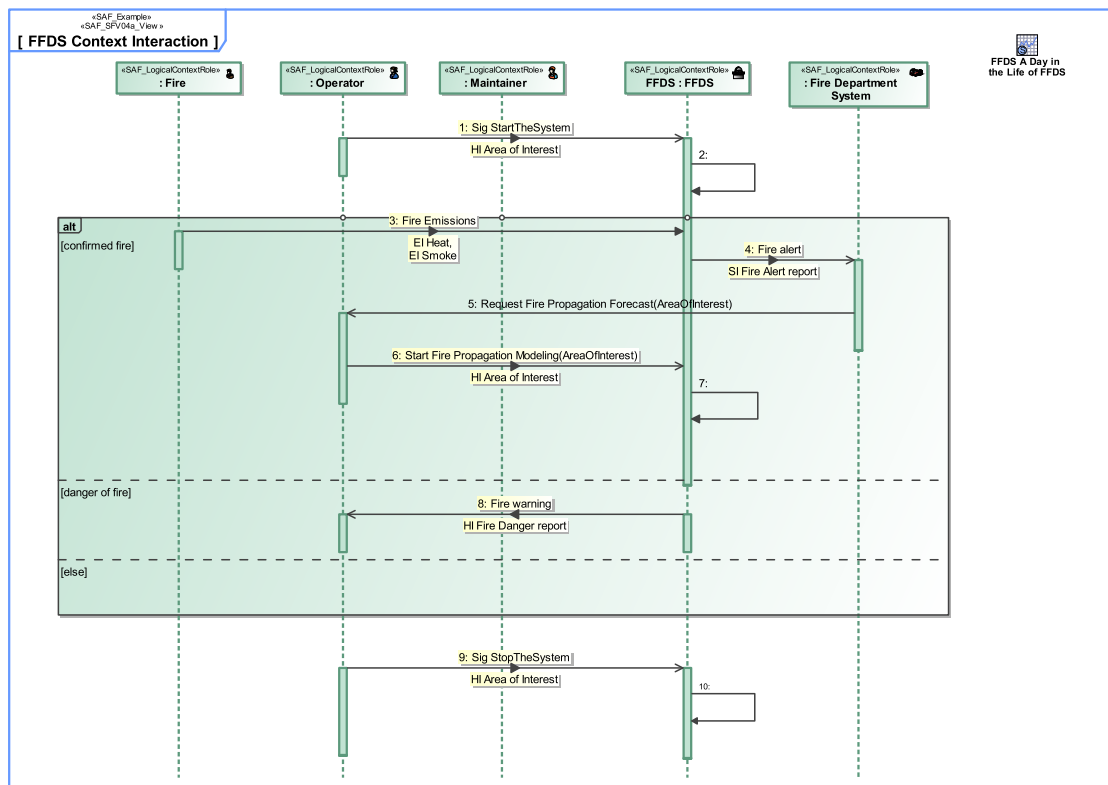 «SAF_Example»
«SAF_SFV04a_View »
[ FFDS Context Interaction ]
FFDS A Day in
the Life of FFDS
«SAF_LogicalContextRole»
: Fire
«SAF_LogicalContextRole»
: Operator
«SAF_LogicalContextRole»
: Maintainer
«SAF_LogicalContextRole»
FFDS : FFDS
«SAF_LogicalContextRole»
: Fire Department
System
1: Sig StartTheSystem
HI Area of Interest
2:
alt
[confirmed fire]
3: Fire Emissions
EI Heat,
EI Smoke
4: Fire alert
SI Fire Alert report
5: Request Fire Propagation Forecast(AreaOfInterest)
6: Start Fire Propagation Modeling(AreaOfInterest)
HI Area of Interest
7:
[danger of fire]
8: Fire warning
HI Fire Danger report
[else]
9: Sig StopTheSystem
HI Area of Interest
10: